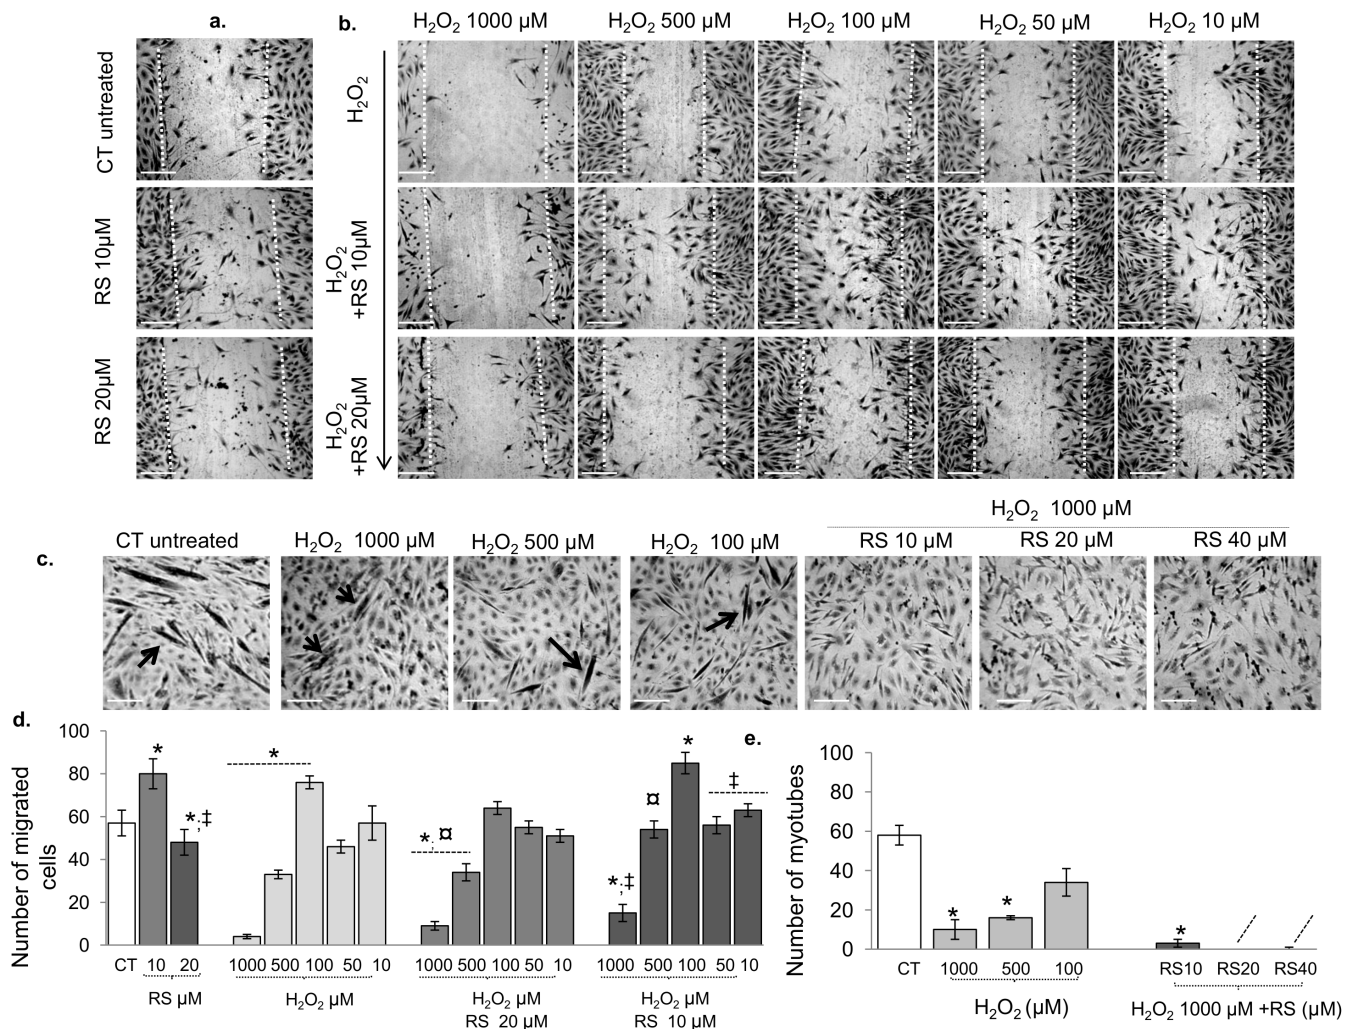 a.
b.
H₂O₂ 1000 µM
H₂O₂ 500 µM
H₂O₂ 100 µM
H₂O₂ 50 µM
H₂O₂ 10 µM
CT untreated
RS 10µM
RS 20µM
H₂O₂
H₂O₂
+RS 10µM
H₂O₂
+RS 20µM
c.
H₂O₂ 1000 µM
CT untreated
H₂O₂ 1000 µM
H₂O₂ 500 µM
H₂O₂ 100 µM
RS 10 µM
RS 20 µM
RS 40 µM
d.
Number of migrated
cells
100
80
60
40
20
0
*
*;‡
*
*; ¤
*;‡
¤
*
‡
CT 10 20
1000 500 100 50 10
1000 500 100 50 10
1000 500 100 50 10
RS µM
H₂O₂ µM
H₂O₂ µM
RS 20 µM
H₂O₂ µM
RS 10 µM
e.
Number of myotubes
100
80
60
40
20
0
*
*
*
CT
1000 500 100
RS10 RS20 RS40
H₂O₂ (µM)
H₂O₂ 1000 µM +RS (µM)